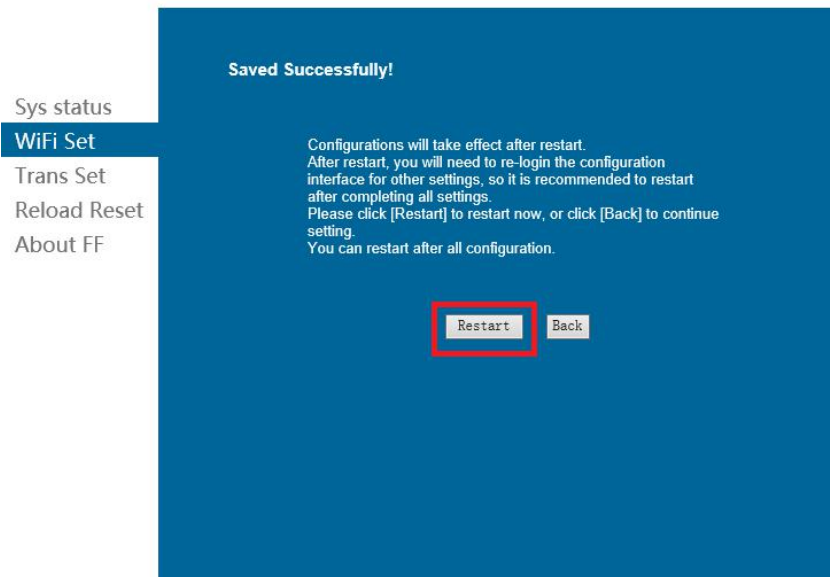 Saved Successfully!
Sys status
WiFi Set
Trans Set
Reload Reset
About FF
Configurations will take effect after restart.
After restart, you will need to re-login the configuration
interface for other settings, so it is recommended to restart
after completing all settings.
Please click [Restart] to restart now, or click [Back] to continue
setting.
You can restart after all configuration.
Restart
Back